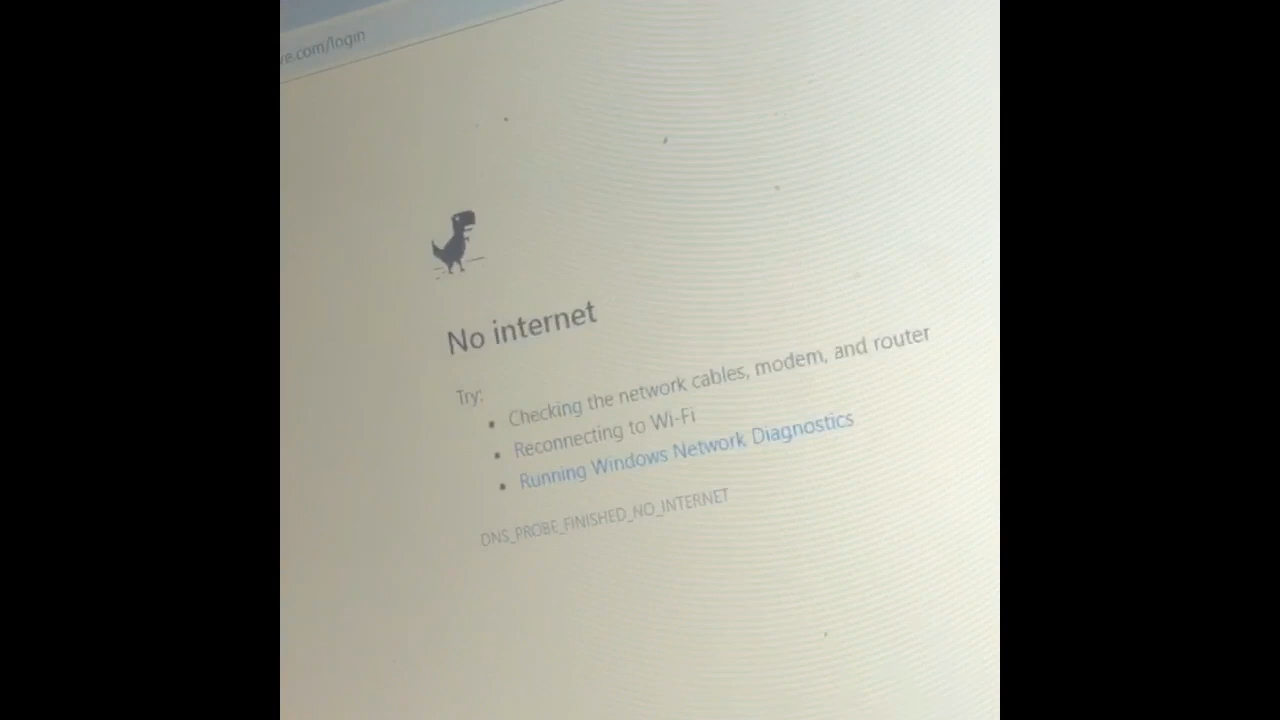 ve.com/login
No internet
Try:
• Checking the network cables, modem, and router
• Reconnecting to Wi-Fi
• Running Windows Network Diagnostics
DNS_PROBE_FINISHED_NO_INTERNET